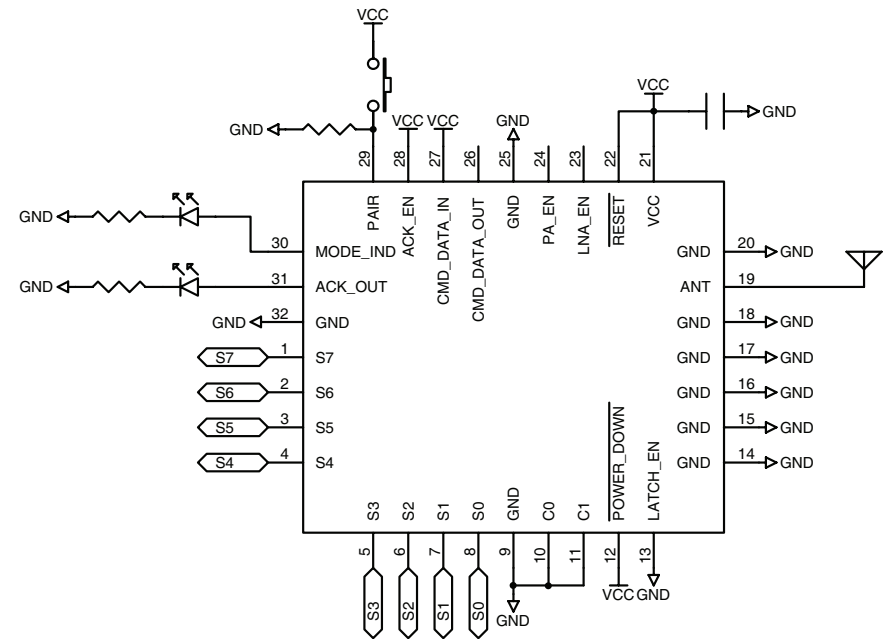 VCC
GND
VCC VCC
GND
VCC
GND
29 28 27 26 25 24 23 22 21
PAIR ACK_EN CMD_DATA_IN CMD_DATA_OUT GND PA_EN LNA_EN RESET VCC
GND 30 MODE_IND
GND 20 GND
GND 31 ACK_OUT
ANT 19
GND 32 GND
GND 18 GND
S7 1 S7
GND 17 GND
S6 2 S6
GND 16 GND
S5 3 S5
GND 15 GND
S4 4 S4
GND 14 GND
S3 S2 S1 S0 GND C0 C1 POWER_DOWN LATCH_EN
5 6 7 8 9 10 11 12 13
S3 S2 S1 S0
GND
VCC GND